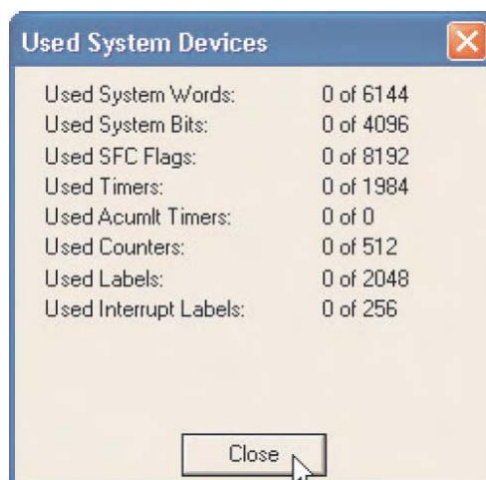 Used System Devices
Used System Words: 0 of 6144
Used System Bits: 0 of 4096
Used SFC Flags: 0 of 8192
Used Timers: 0 of 1984
Used Acumlt Timers: 0 of 0
Used Counters: 0 of 512
Used Labels: 0 of 2048
Used Interrupt Labels: 0 of 256
Close